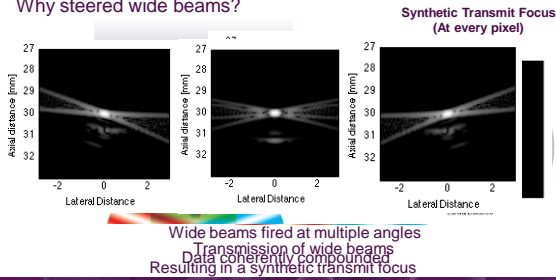 Why steered wide beams?
Synthetic Transmit Focus
(At every pixel)
27
28
29
30
31
32
Axial distance [mm]
-2 0 2
Lateral Distance
27
28
29
30
31
32
Axial distance [mm]
-2 0 2
Lateral Distance
27
28
29
30
31
32
Axial distance [mm]
-2 0 2
Lateral Distance
Wide beams fired at multiple angles
Transmission of wide beams
Data coherently compounded
Resulting in a synthetic transmit focus